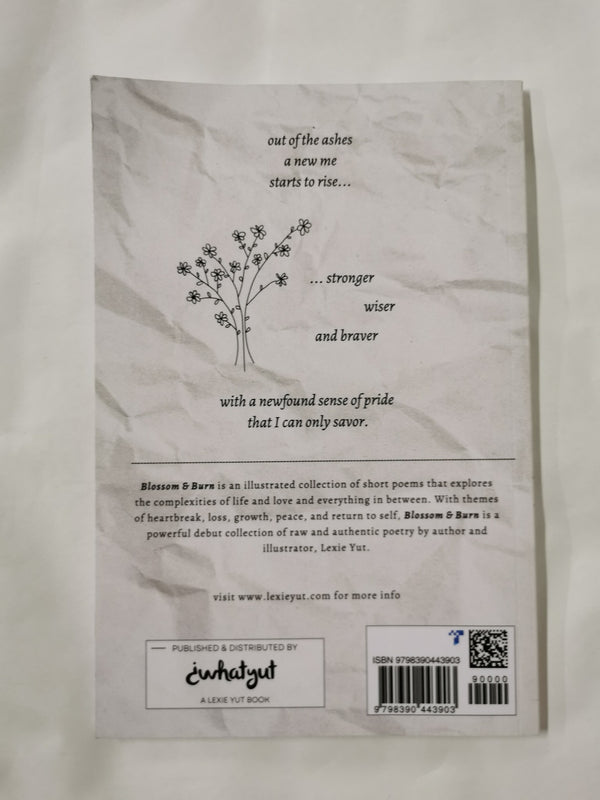 out of the ashes
a new me
starts to rise...
... stronger
wiser
and braver
with a newfound sense of pride
that I can only savor.
Blossom & Burn is an illustrated collection of short poems that explores
the complexities of life and love and everything in between. With themes
of heartbreak, loss, growth, peace, and return to self, Blossom & Burn is a
powerful debut collection of raw and authentic poetry by author and
illustrator, Lexie Yut.
visit www.lexieyut.com for more info
PUBLISHED & DISTRIBUTED BY
¿whatyut
A LEXIE YUT BOOK
ISBN 9798390443903
90000
9 798390 443903